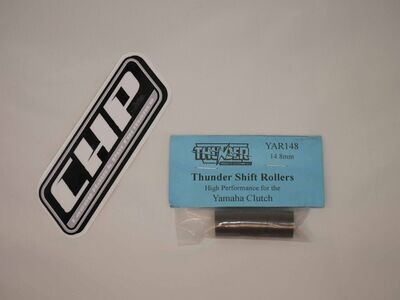 CHP
THUNDER
YAR148
14.8mm
Thunder Shift Rollers
High Performance for the
Yamaha Clutch